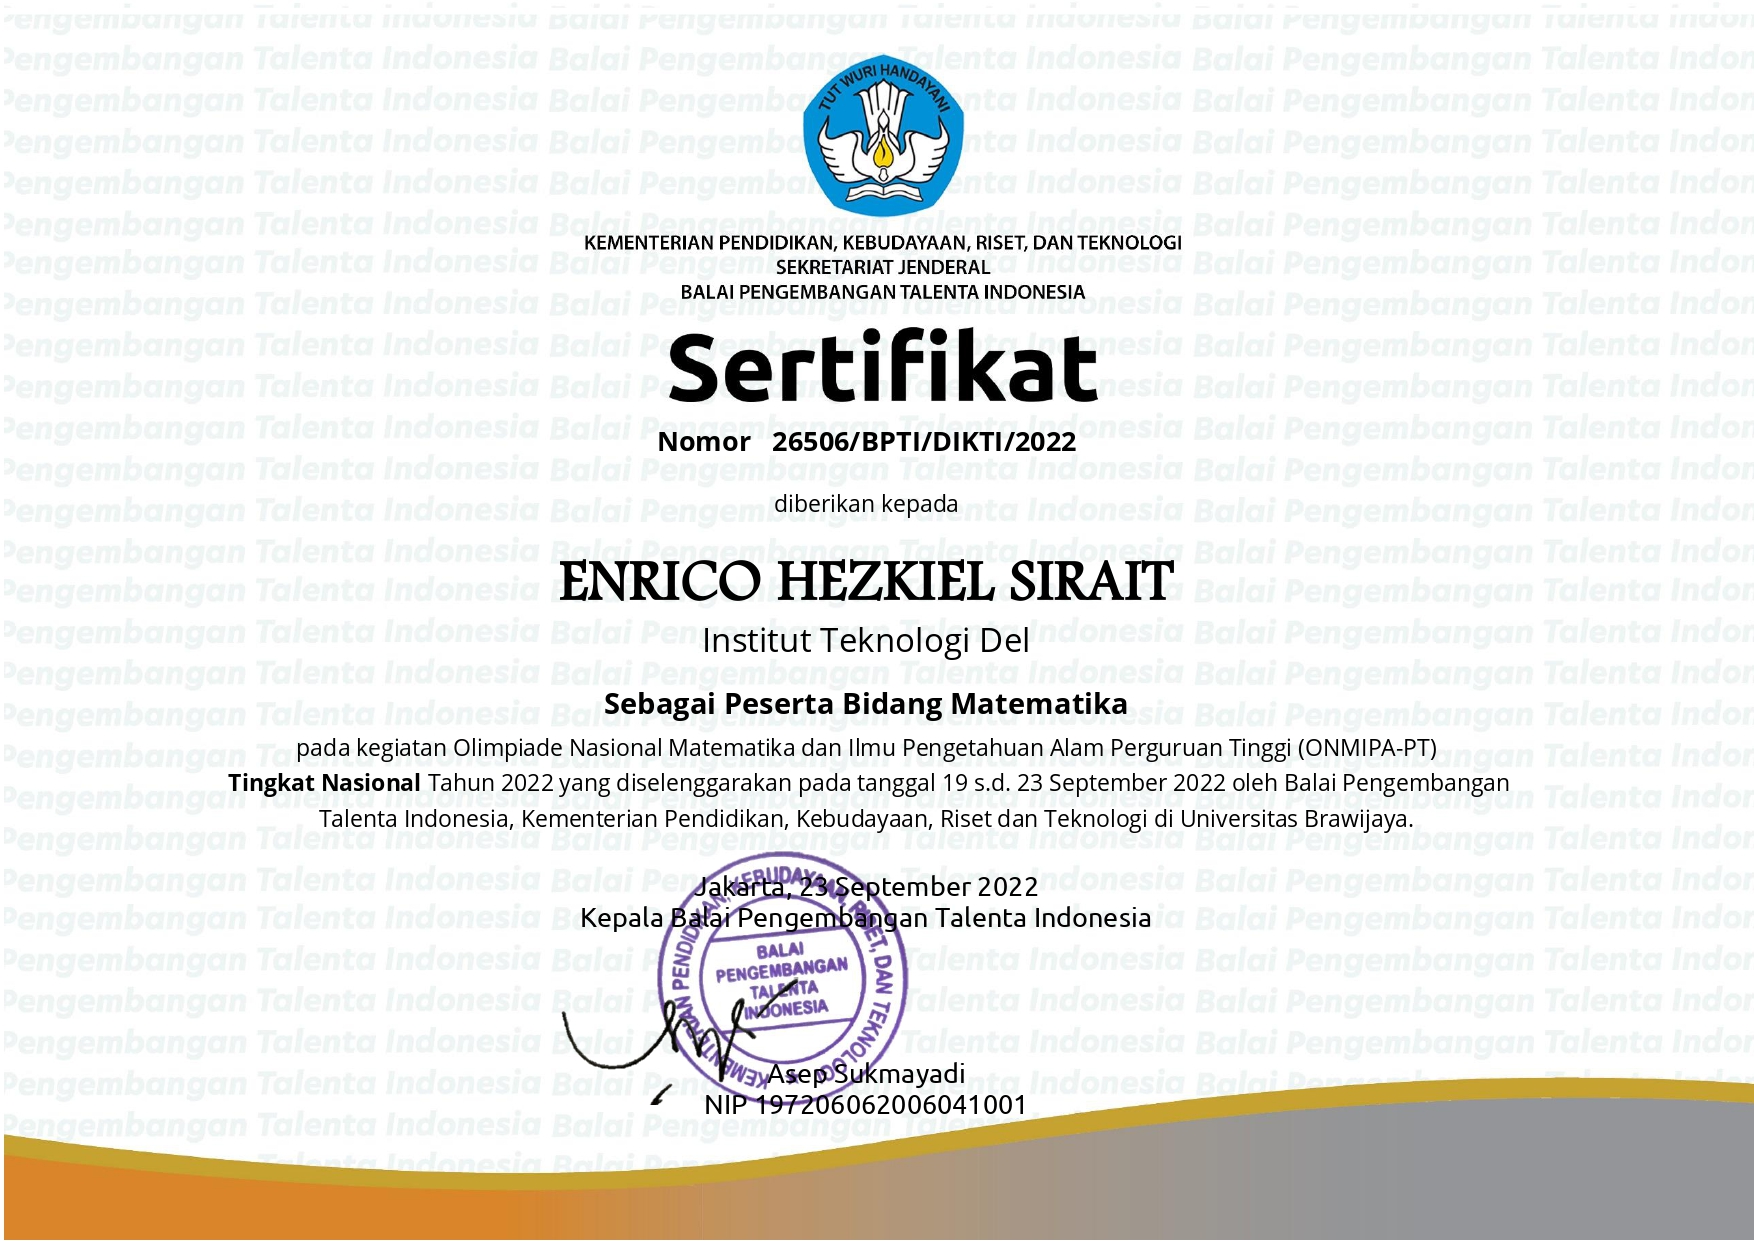 TUT WURI HANDAYANI
KEMENTERIAN PENDIDIKAN, KEBUDAYAAN, RISET, DAN TEKNOLOGI
SEKRETARIAT JENDERAL
BALAI PENGEMBANGAN TALENTA INDONESIA
Sertifikat
Nomor 26506/BPTI/DIKTI/2022
diberikan kepada
ENRICO HEZKIEL SIRAIT
Institut Teknologi Del
Sebagai Peserta Bidang Matematika
pada kegiatan Olimpiade Nasional Matematika dan Ilmu Pengetahuan Alam Perguruan Tinggi (ONMIPA-PT)
Tingkat Nasional Tahun 2022 yang diselenggarakan pada tanggal 19 s.d. 23 September 2022 oleh Balai Pengembangan
Talenta Indonesia, Kementerian Pendidikan, Kebudayaan, Riset dan Teknologi di Universitas Brawijaya.
Jakarta, 23 September 2022
Kepala Balai Pengembangan Talenta Indonesia
KEMENTERIAN PENDIDIKAN, KEBUDAYAAN, RISET, DAN TEKNOLOGI
BALAI
PENGEMBANGAN
TALENTA
INDONESIA
Asep Sukmayadi
NIP 197206062006041001